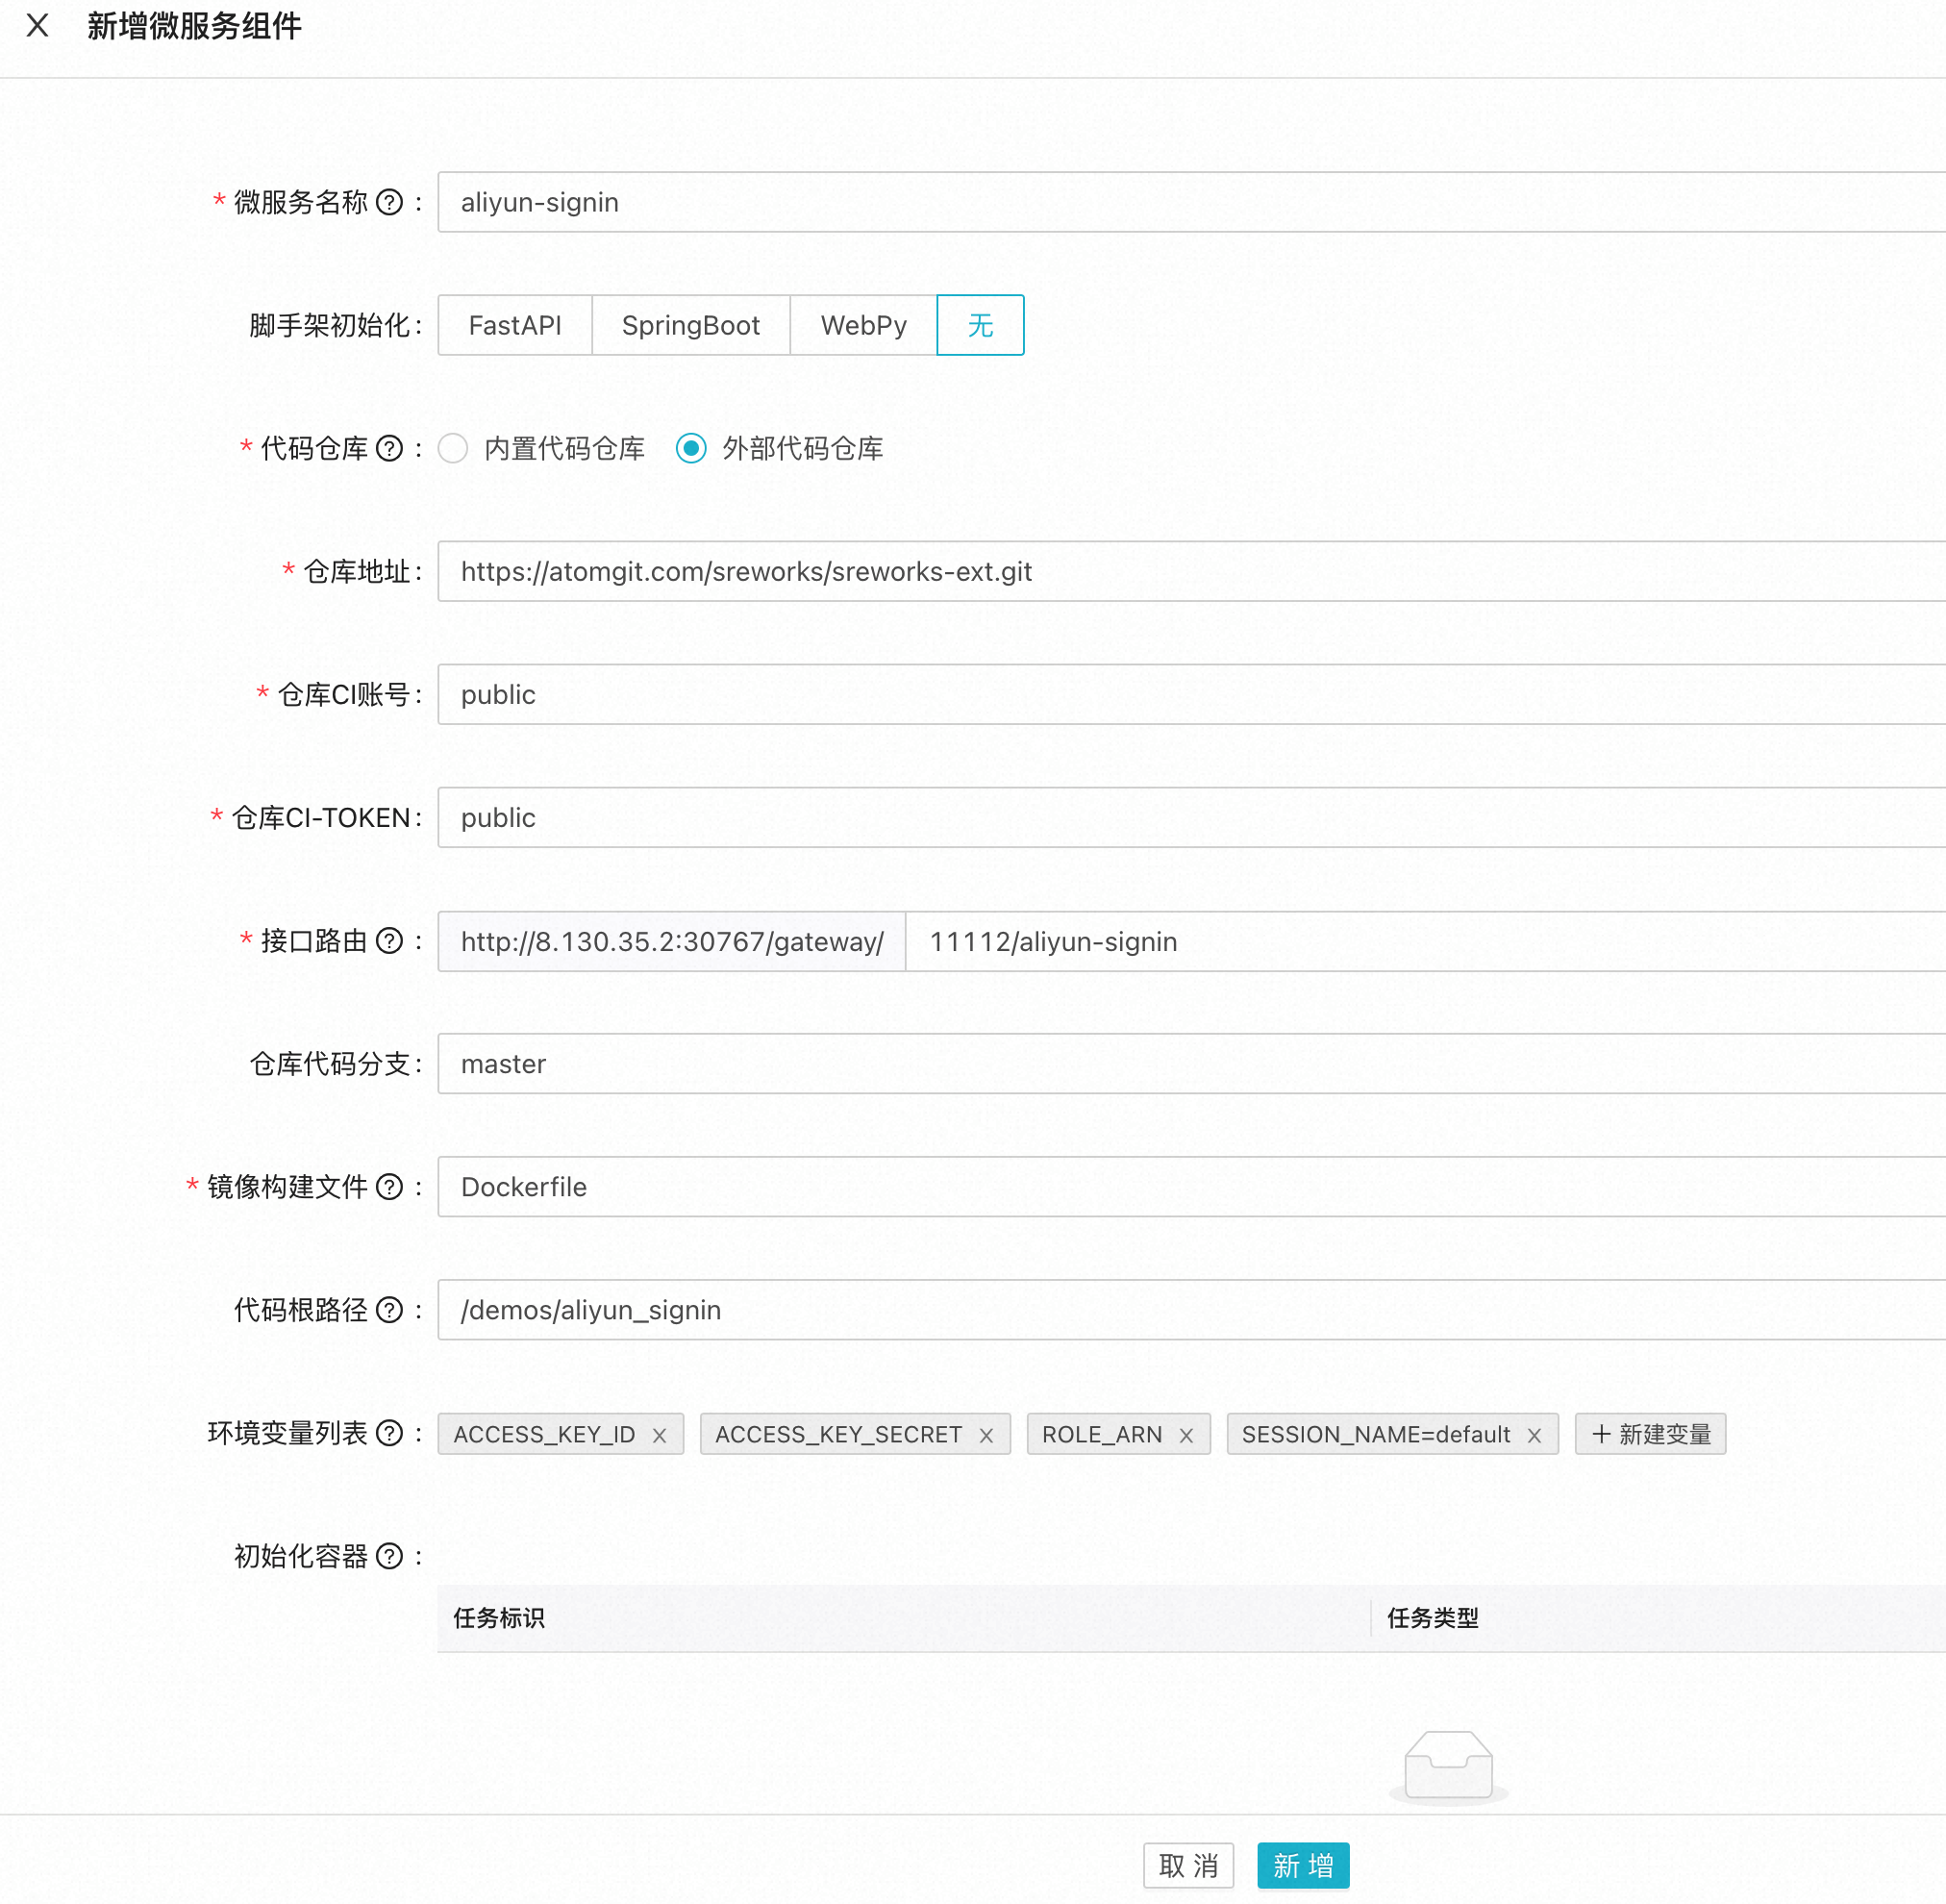 新增微服务组件
* 微服务名称 ? : aliyun-signin
脚手架初始化: FastAPI SpringBoot WebPy 无
* 代码仓库 ? : 内置代码仓库 外部代码仓库
* 仓库地址: https://atomgit.com/sreworks/sreworks-ext.git
* 仓库CI账号: public
* 仓库CI-TOKEN: public
* 接口路由 ? : http://8.130.35.2:30767/gateway/ 11112/aliyun-signin
仓库代码分支: master
* 镜像构建文件 ? : Dockerfile
代码根路径 ? : /demos/aliyun_signin
环境变量列表 ? : ACCESS_KEY_ID x ACCESS_KEY_SECRET x ROLE_ARN x SESSION_NAME=default x + 新建变量
初始化容器 ? :
任务标识 任务类型
取 消 新 增